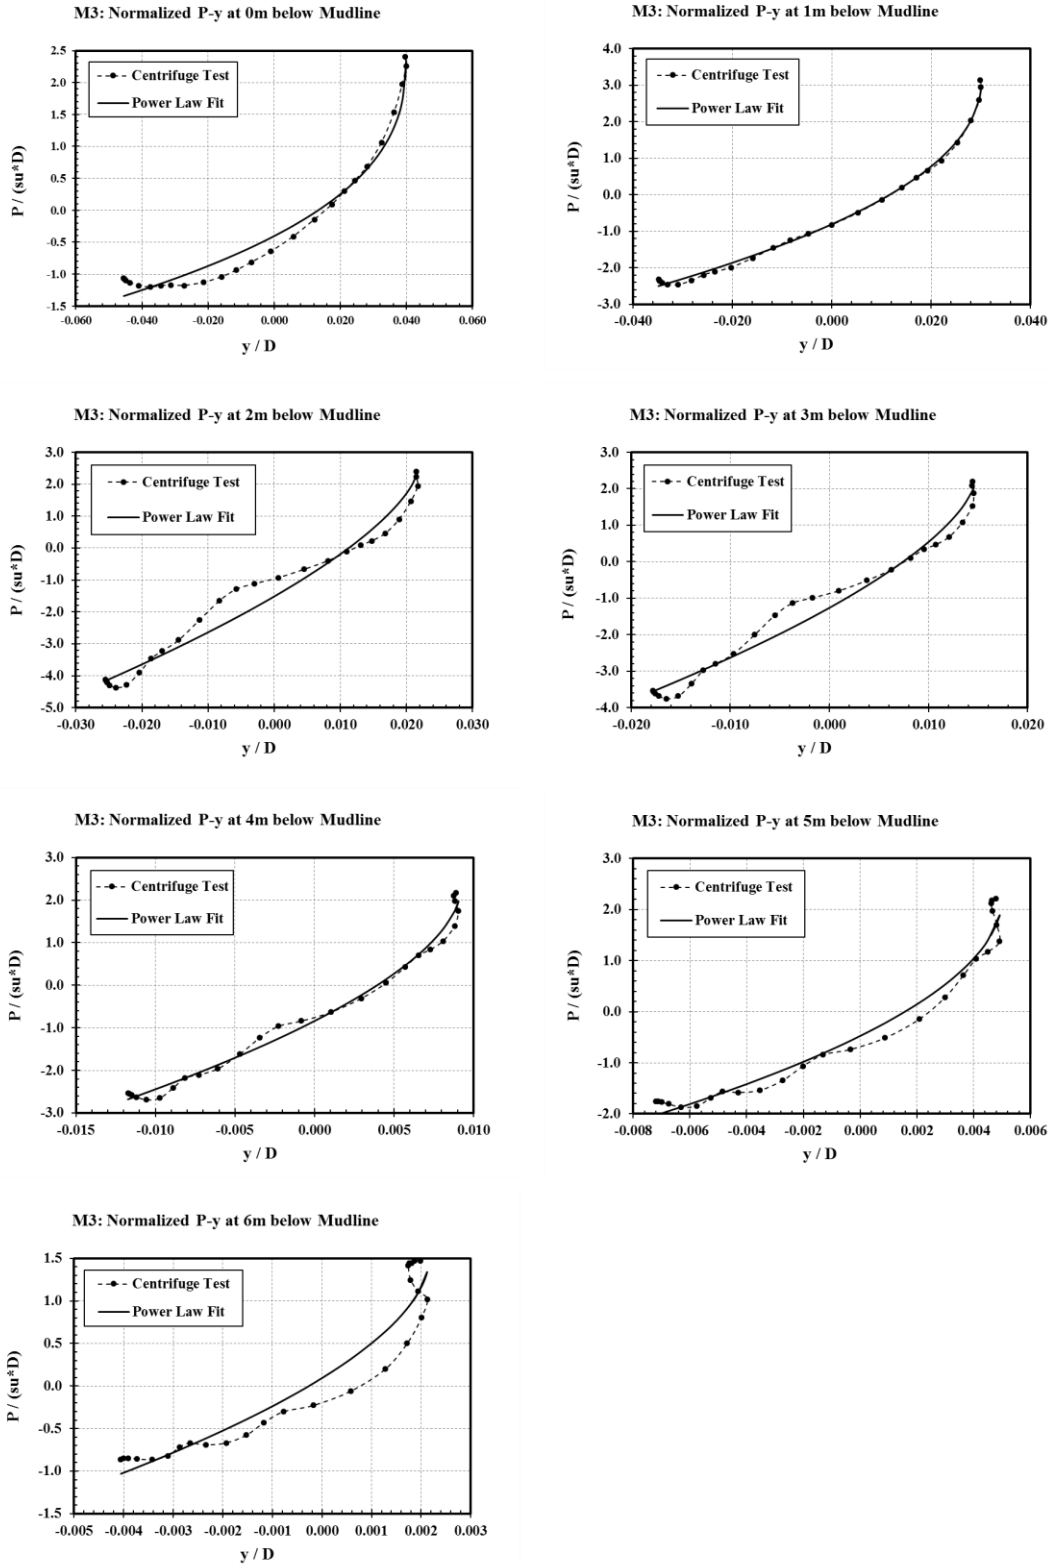 M3: Normalized P-y at 0m below Mudline
2.5
2.0
1.5
1.0
0.5
0.0
-0.5
-1.0
-1.5
P / (su*D)
Centrifuge Test
Power Law Fit
-0.060 -0.040 -0.020 0.000 0.020 0.040 0.060
y / D
M3: Normalized P-y at 1m below Mudline
4.0
3.0
2.0
1.0
0.0
-1.0
-2.0
-3.0
P / (su*D)
Centrifuge Test
Power Law Fit
-0.040 -0.020 0.000 0.020 0.040
y / D
M3: Normalized P-y at 2m below Mudline
3.0
2.0
1.0
0.0
-1.0
-2.0
-3.0
-4.0
-5.0
P / (su*D)
Centrifuge Test
Power Law Fit
-0.030 -0.020 -0.010 0.000 0.010 0.020 0.030
y / D
M3: Normalized P-y at 3m below Mudline
3.0
2.0
1.0
0.0
-1.0
-2.0
-3.0
-4.0
P / (su*D)
Centrifuge Test
Power Law Fit
-0.020 -0.010 0.000 0.010 0.020
y / D
M3: Normalized P-y at 4m below Mudline
3.0
2.0
1.0
0.0
-1.0
-2.0
-3.0
P / (su*D)
Centrifuge Test
Power Law Fit
-0.015 -0.010 -0.005 0.000 0.005 0.010
y / D
M3: Normalized P-y at 5m below Mudline
3.0
2.0
1.0
0.0
-1.0
-2.0
P / (su*D)
Centrifuge Test
Power Law Fit
-0.008 -0.006 -0.004 -0.002 0.000 0.002 0.004 0.006
y / D
M3: Normalized P-y at 6m below Mudline
1.5
1.0
0.5
0.0
-0.5
-1.0
-1.5
P / (su*D)
Centrifuge Test
Power Law Fit
-0.005 -0.004 -0.003 -0.002 -0.001 0.000 0.001 0.002 0.003
y / D